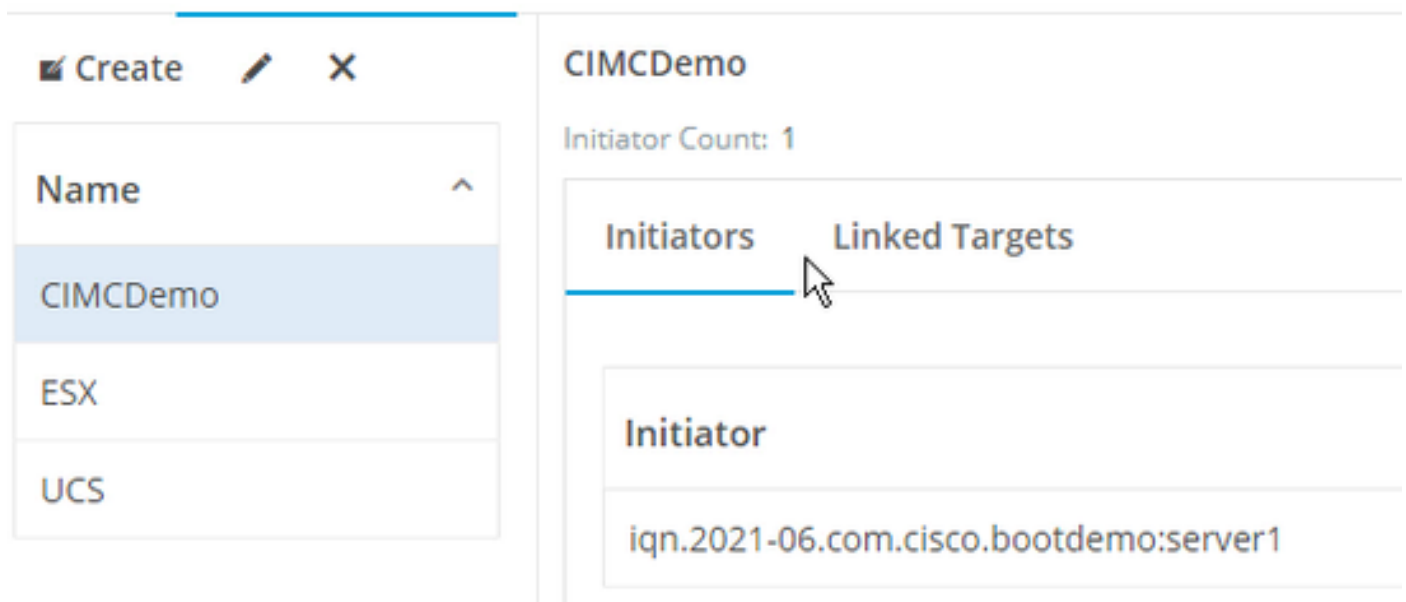 Create
Name
CIMCDemo
ESX
UCS
CIMCDemo
Initiator Count: 1
Initiators Linked Targets
Initiator
iqn.2021-06.com.cisco.bootdemo:server1